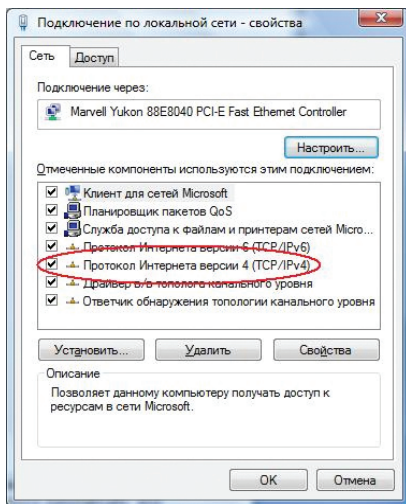 Подключение по локальной сети - свойства
Сеть Доступ
Подключение через:
Marvell Yukon 88E8040 PCI-E Fast Ethernet Controller
Настроить...
Отмеченные компоненты используются этим подключением:
Клиент для сетей Microsoft
Планировщик пакетов QoS
Служба доступа к файлам и принтерам сетей Micro...
Протокол Интернета версии 6 (TCP/IPv6)
Протокол Интернета версии 4 (TCP/IPv4)
Драйвер в/в тополога канального уровня
Ответчик обнаружения топологии канального уровня
Установить... Удалить Свойства
Описание
Позволяет данному компьютеру получать доступ к
ресурсам в сети Microsoft.
OK Отмена